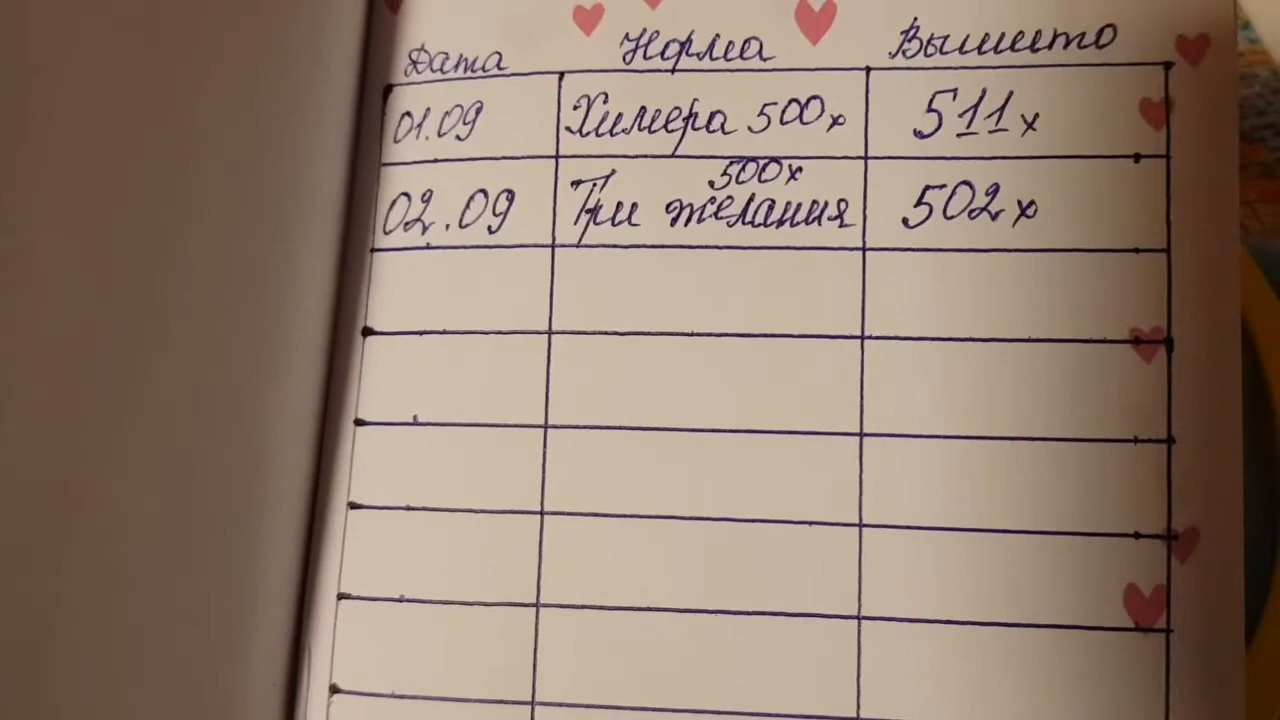 Дата Норма Вышито
01.09 Химера 500х 511х
500х
02.09 Три желания 502х